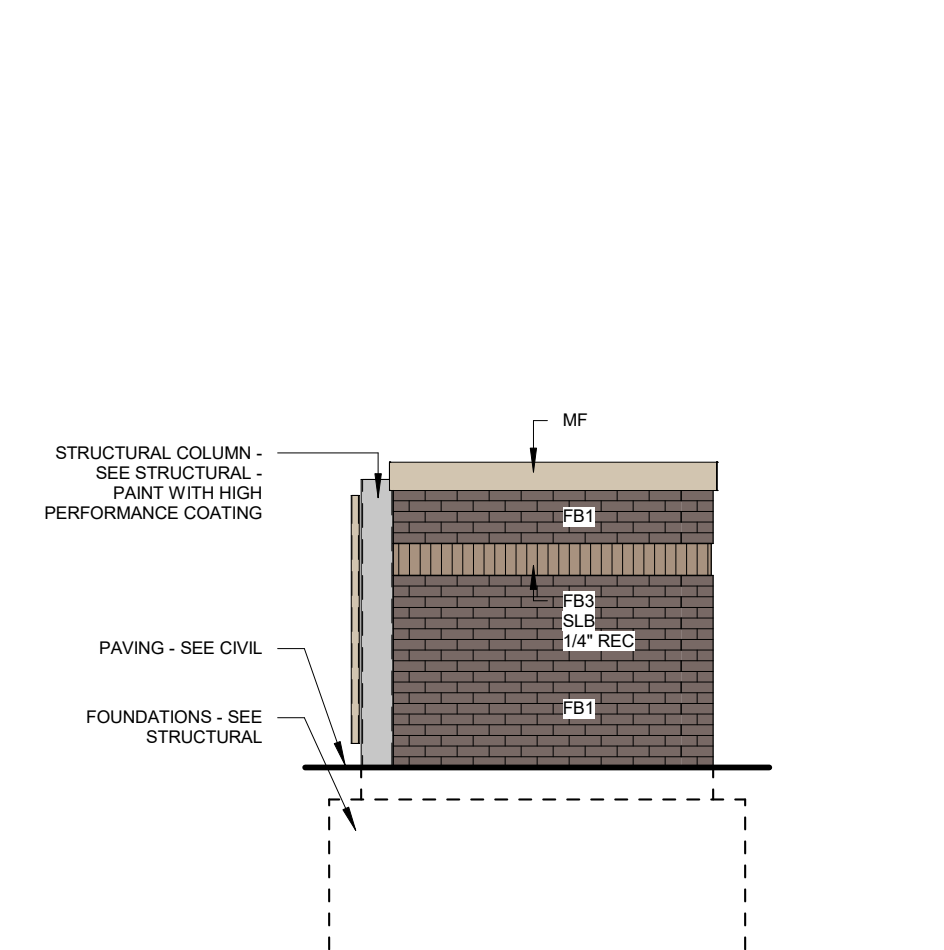 MF
STRUCTURAL COLUMN -
SEE STRUCTURAL -
PAINT WITH HIGH
PERFORMANCE COATING
FB1
FB3
SLB
1/4" REC
PAVING - SEE CIVIL
FB1
FOUNDATIONS - SEE
STRUCTURAL